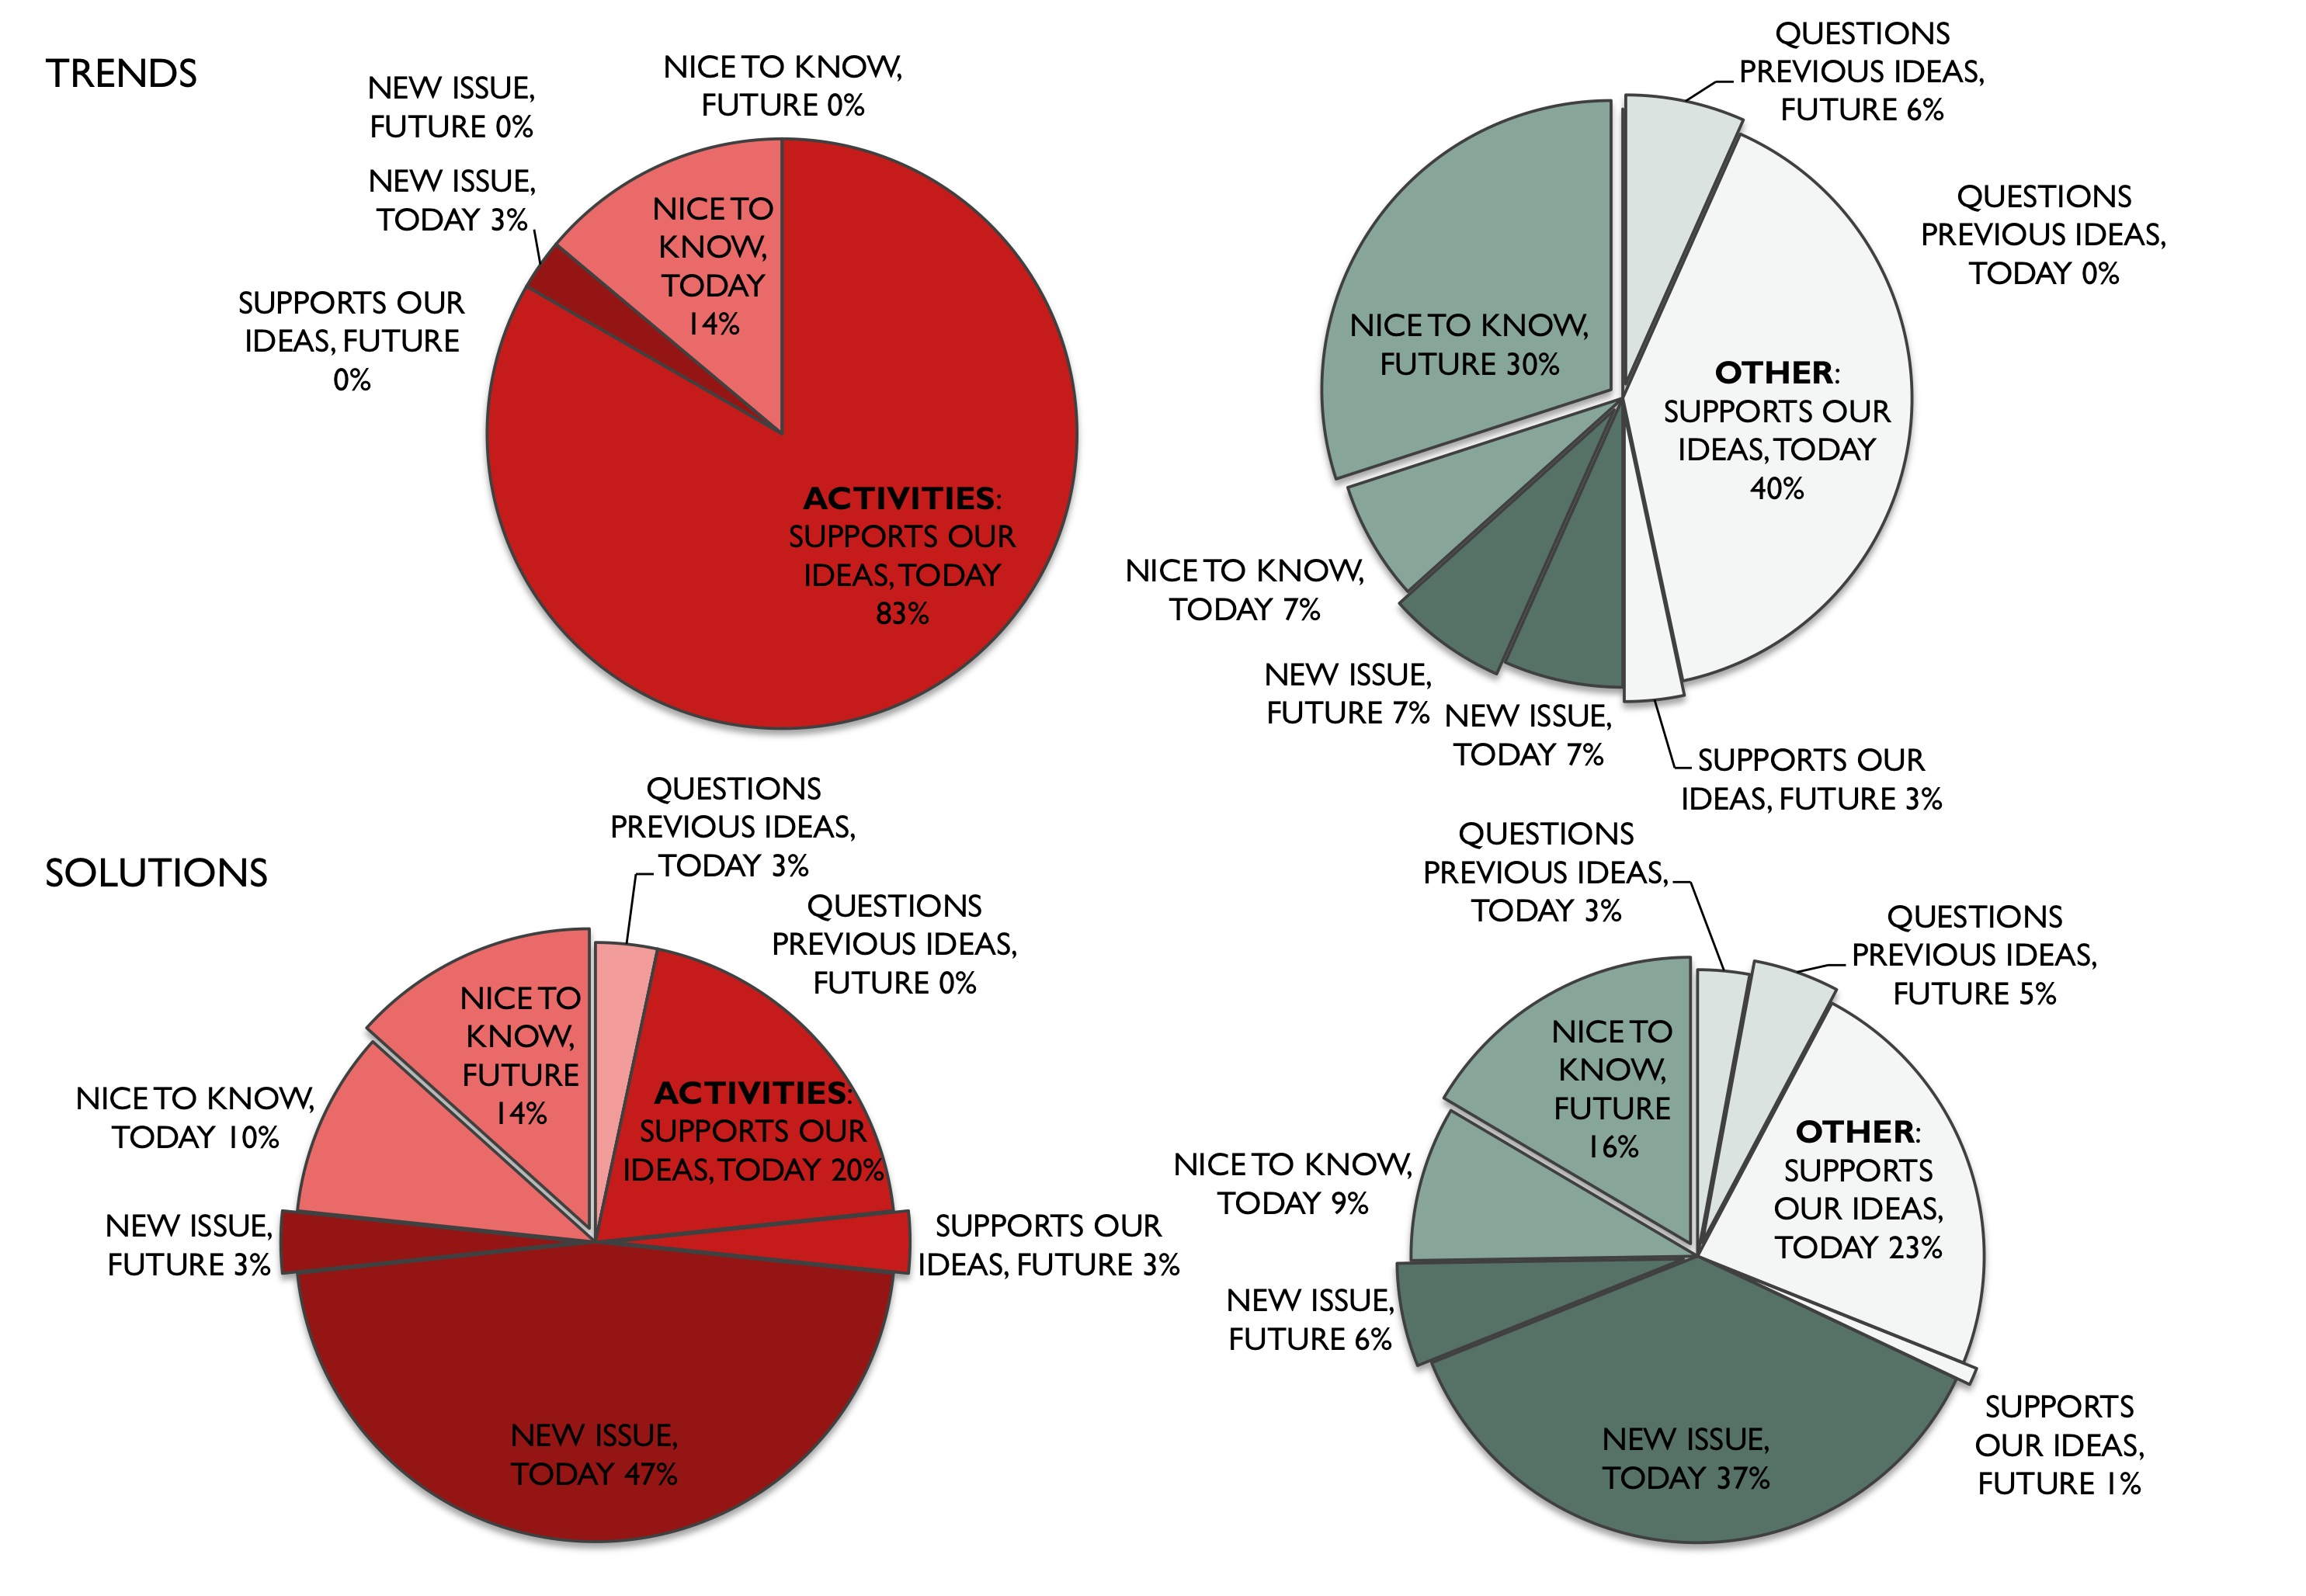 TRENDS
NEW ISSUE,
FUTURE 0%
NICE TO KNOW,
FUTURE 0%
NEW ISSUE,
TODAY 3%
SUPPORTS OUR
IDEAS, FUTURE
0%
NICE TO
KNOW,
TODAY
14%
ACTIVITIES:
SUPPORTS OUR
IDEAS, TODAY
83%
QUESTIONS
PREVIOUS IDEAS,
FUTURE 6%
QUESTIONS
PREVIOUS IDEAS,
TODAY 0%
NICE TO KNOW,
FUTURE 30%
OTHER:
SUPPORTS OUR
IDEAS, TODAY
40%
NICE TO KNOW,
TODAY 7%
NEW ISSUE,
FUTURE 7%
NEW ISSUE,
TODAY 7%
SUPPORTS OUR
IDEAS, FUTURE 3%
SOLUTIONS
QUESTIONS
PREVIOUS IDEAS,
TODAY 3%
QUESTIONS
PREVIOUS IDEAS,
FUTURE 0%
NICE TO
KNOW,
FUTURE
14%
ACTIVITIES:
SUPPORTS OUR
IDEAS, TODAY 20%
NICE TO KNOW,
TODAY 10%
NEW ISSUE,
FUTURE 3%
SUPPORTS OUR
IDEAS, FUTURE 3%
NEW ISSUE,
TODAY 47%
QUESTIONS
PREVIOUS IDEAS,
TODAY 3%
QUESTIONS
PREVIOUS IDEAS,
FUTURE 5%
NICE TO
KNOW,
FUTURE
16%
OTHER:
SUPPORTS
OUR IDEAS,
TODAY 23%
NICE TO KNOW,
TODAY 9%
NEW ISSUE,
FUTURE 6%
SUPPORTS
OUR IDEAS,
FUTURE 1%
NEW ISSUE,
TODAY 37%